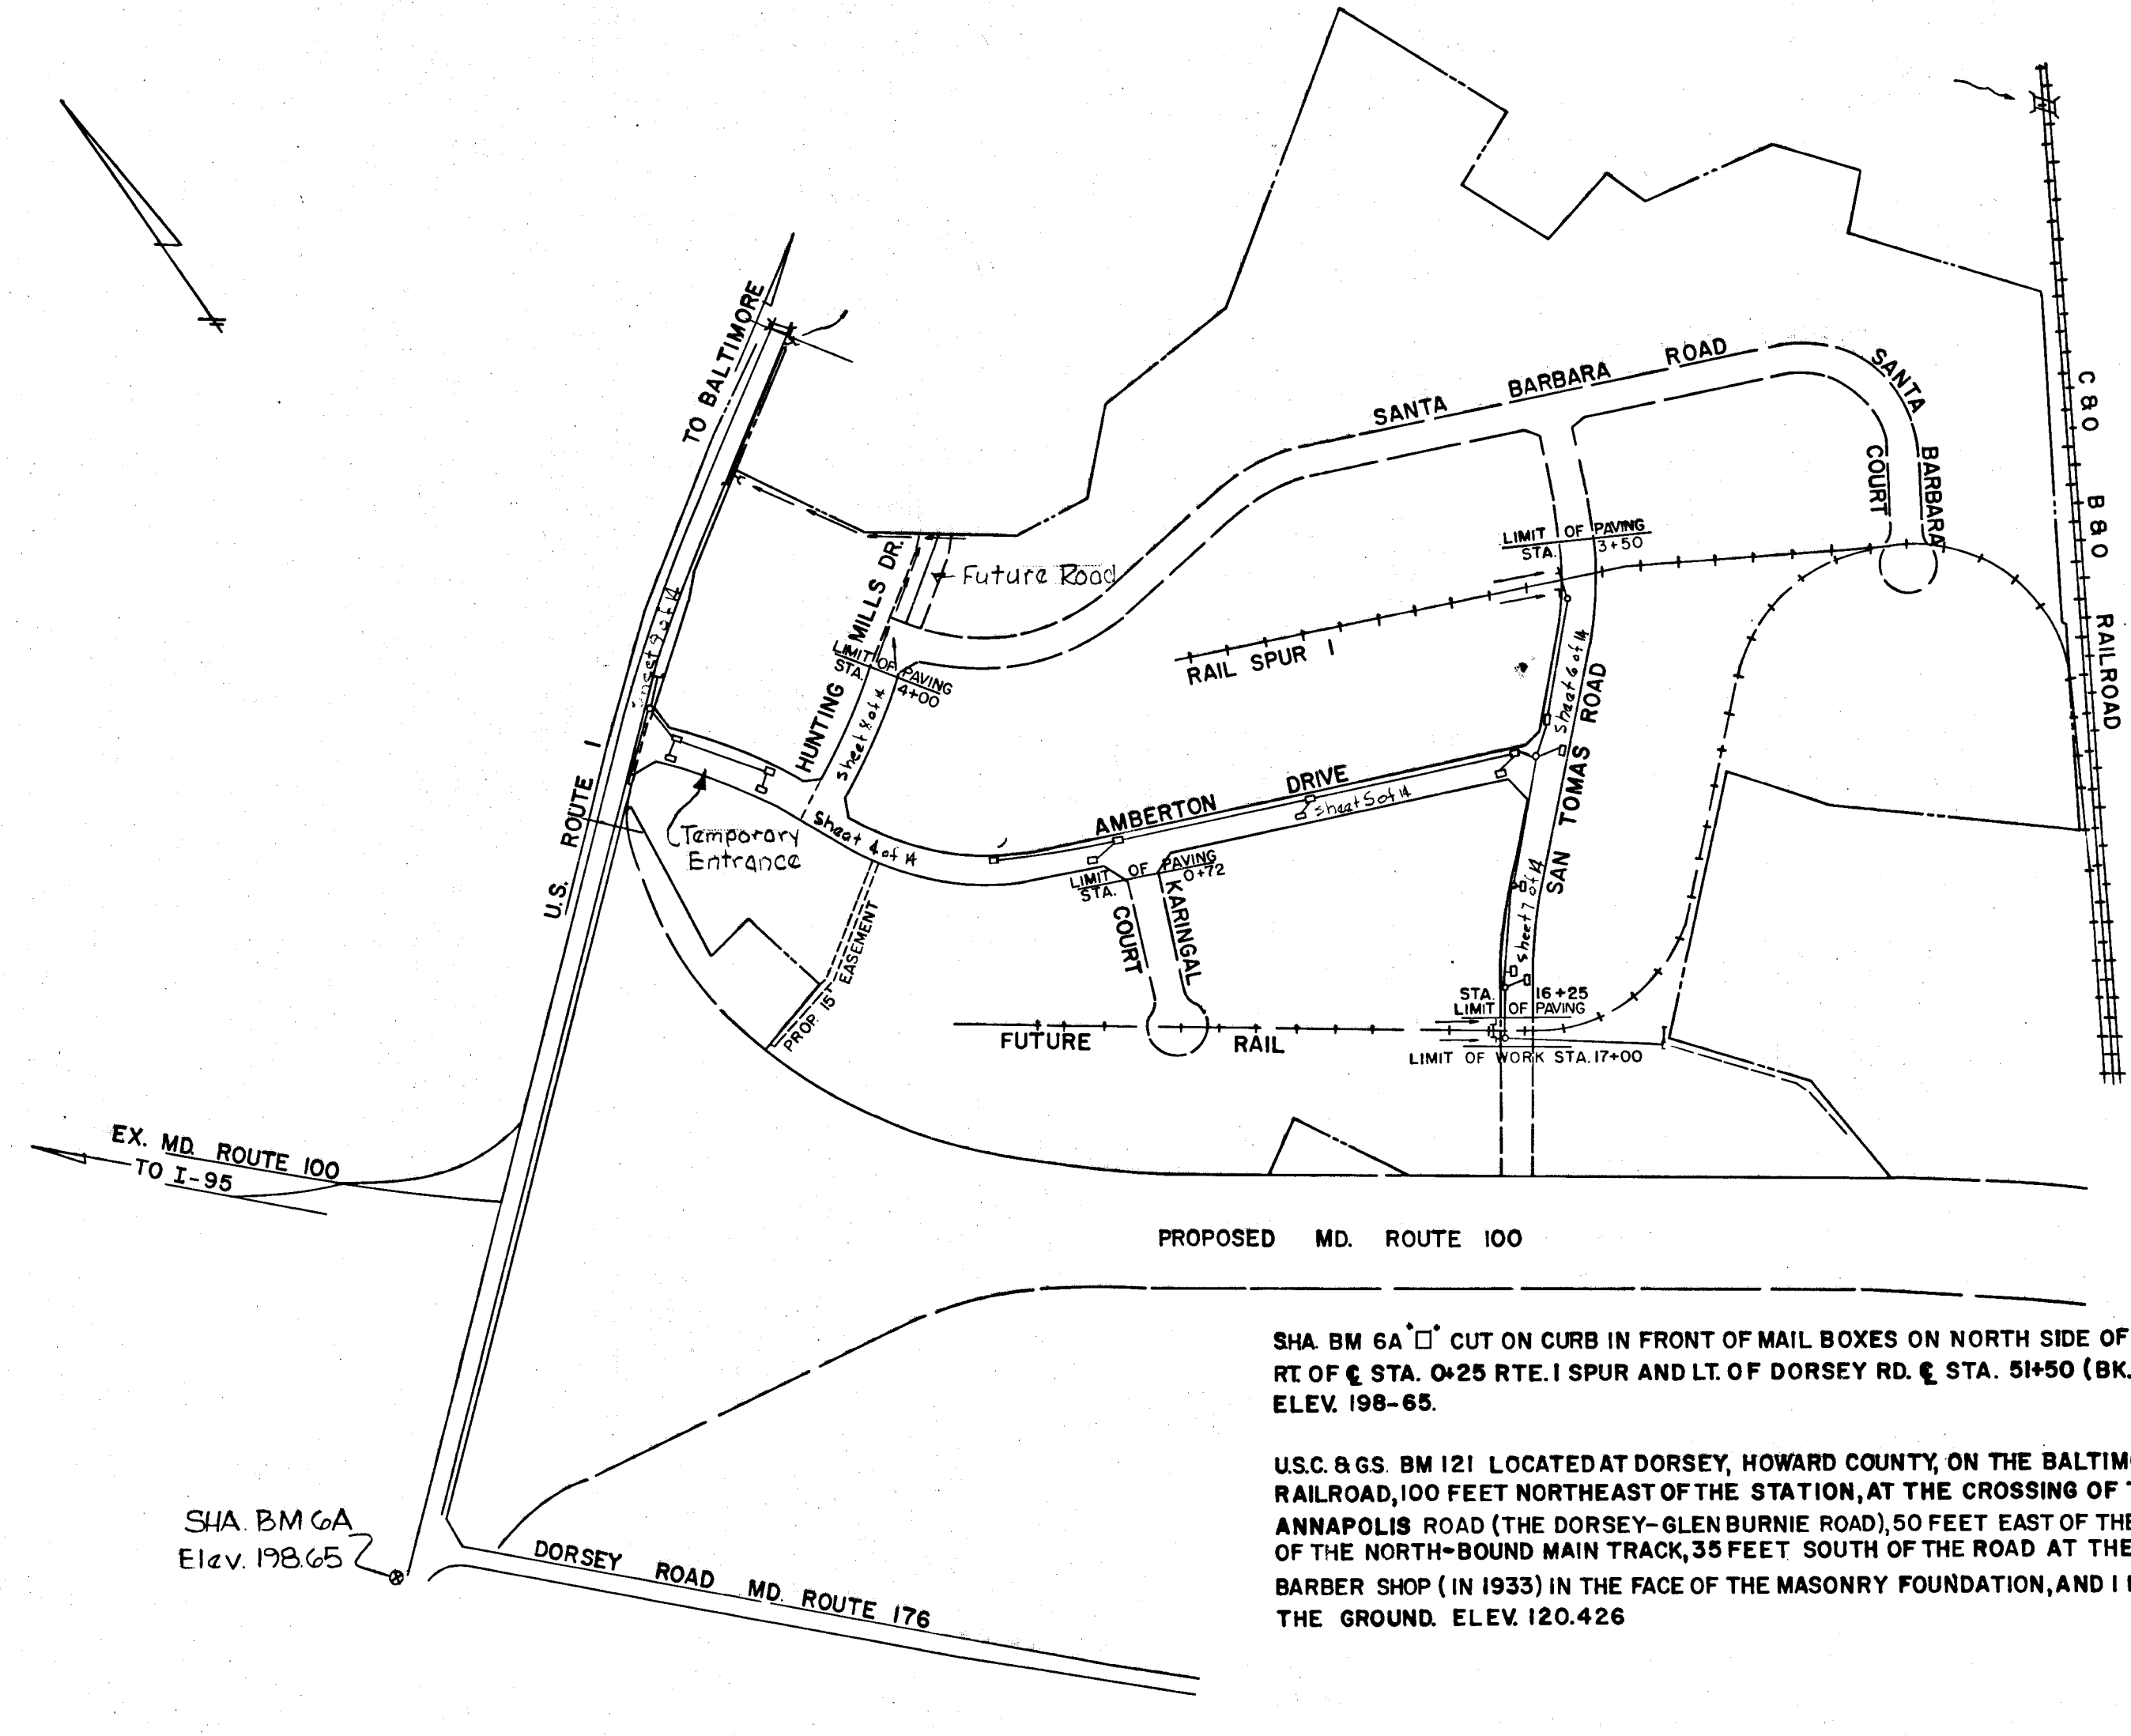 TO BALTIMORE
SANTA BARBARA ROAD
SANTA BARBARA
COURT
C & O B & O RAILROAD
LIMIT OF PAVING
STA. 3+50
HUNTING MILLS DR.
Future Road
LIMIT OF PAVING
STA. 4+00
RAIL SPUR 1
sheet 9 of 14
sheet 8 of 14
sheet 6 of 14
SAN TOMAS ROAD
U.S. ROUTE 1
AMBERTON DRIVE
sheet 5 of 14
Temporary
Entrance
sheet 4 of 14
LIMIT OF PAVING
STA. 0+72
KARINGAL
COURT
sheet 7 of 14
PROP. 15' EASEMENT
STA. 16+25
LIMIT OF PAVING
FUTURE RAIL
LIMIT OF WORK STA. 17+00
EX. MD. ROUTE 100
TO I-95
PROPOSED MD. ROUTE 100
SHA. BM 6A "□" CUT ON CURB IN FRONT OF MAIL BOXES ON NORTH SIDE OF
RT. OF ℄ STA. 0+25 RTE. 1 SPUR AND LT. OF DORSEY RD. ℄ STA. 51+50 (BK.
ELEV. 198-65.
U.S.C. & G.S. BM 121 LOCATED AT DORSEY, HOWARD COUNTY, ON THE BALTIM
RAILROAD, 100 FEET NORTHEAST OF THE STATION, AT THE CROSSING OF
ANNAPOLIS ROAD (THE DORSEY-GLEN BURNIE ROAD), 50 FEET EAST OF THE
OF THE NORTH-BOUND MAIN TRACK, 35 FEET SOUTH OF THE ROAD AT THE
BARBER SHOP (IN 1933) IN THE FACE OF THE MASONRY FOUNDATION, AND 1
THE GROUND. ELEV. 120.426
SHA. BM 6A
Elev. 198.65
DORSEY ROAD MD. ROUTE 176